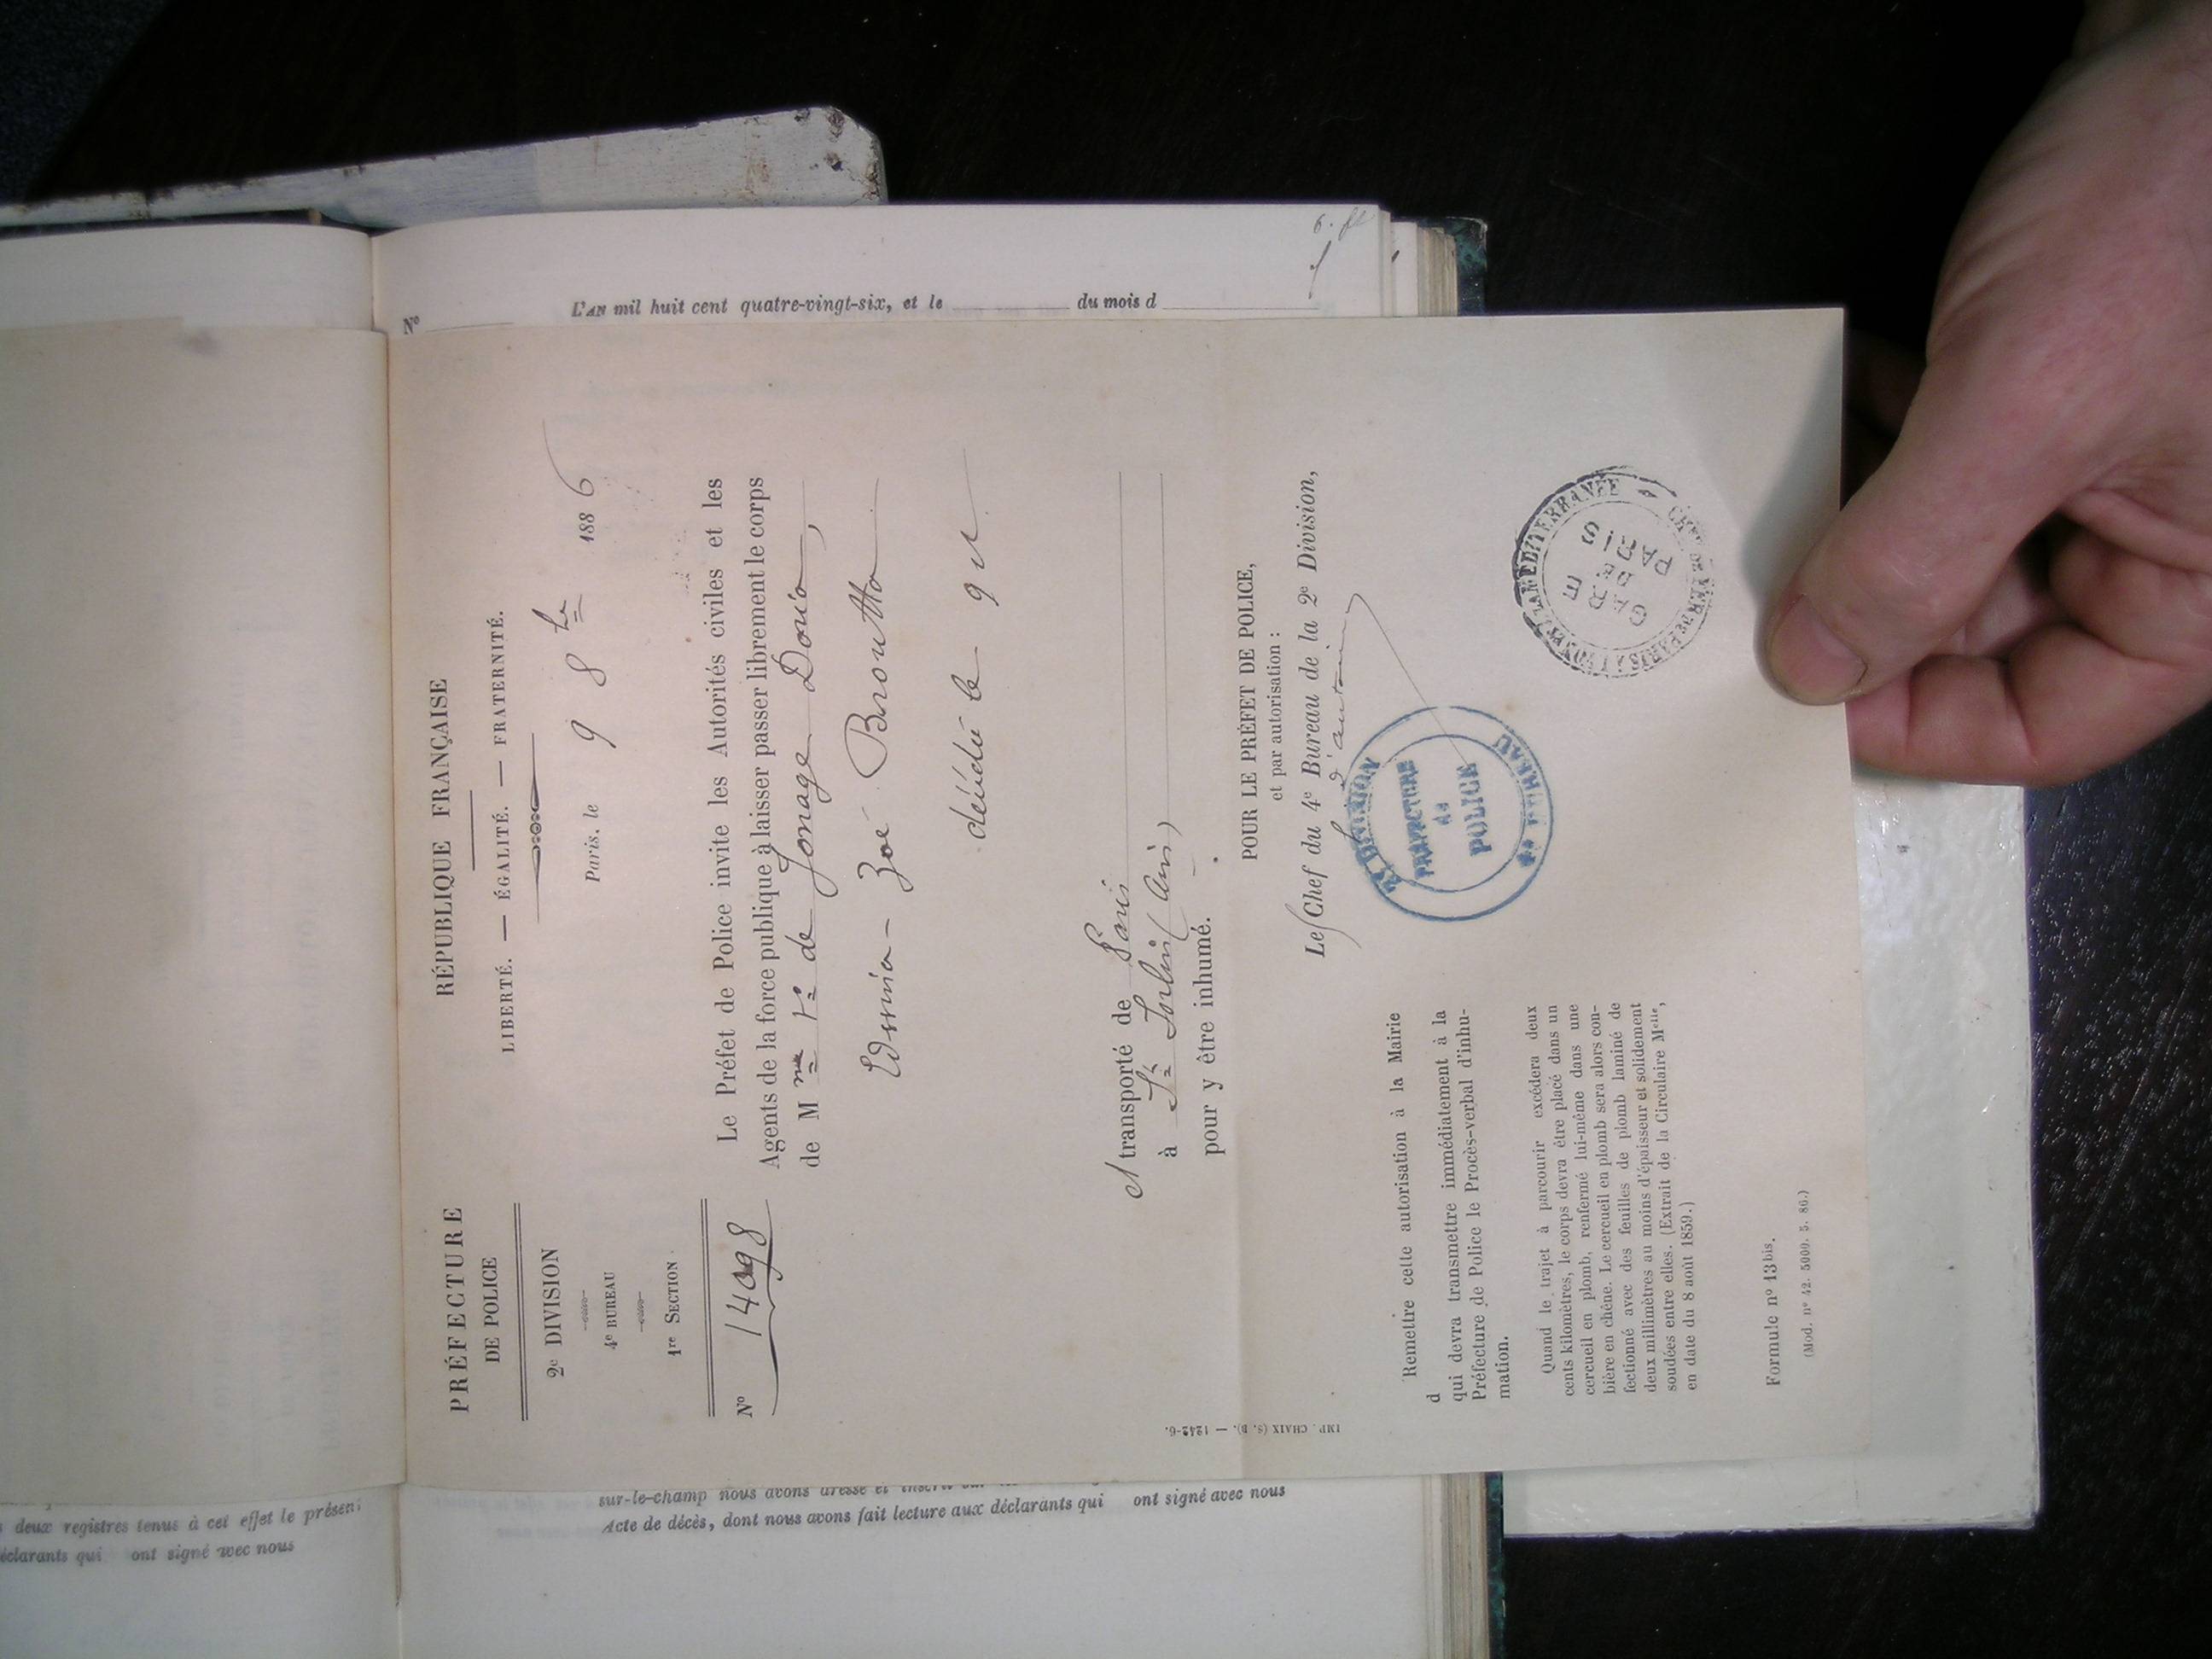 L'AN mil huit cent quatre-vingt-six, et le du mois d
N°
PRÉFECTURE
DE POLICE
2e DIVISION
4e BUREAU
1re SECTION
N° 14098
RÉPUBLIQUE FRANÇAISE
LIBERTÉ. — ÉGALITÉ. — FRATERNITÉ.
Paris, le 9 8bre 1886
Le Préfet de Police invite les Autorités civiles et les
Agents de la force publique à laisser passer librement le corps
de Mme Ve de Jonage Doria,
Edmia-Zoé Broutta
décédée le 9 ct
et transporté de Paris
à St Sorlin (Ain)
pour y être inhumé.
POUR LE PRÉFET DE POLICE,
et par autorisation :
Le Chef du 4e Bureau de la 2e Division,
2e DIVISION
PRÉFECTURE
de
POLICE
4e BUREAU
GARE
DE
PARIS
Remettre cette autorisation à la Mairie
d
qui devra transmettre immédiatement à la
Préfecture de Police le Procès-verbal d'inhu-
mation.
Quand le trajet à parcourir excédera deux
cents kilomètres, le corps devra être placé dans un
cercueil en plomb, renfermé lui-même dans une
bière en chêne. Le cercueil en plomb sera alors con-
fectionné avec des feuilles de plomb laminé de
deux millimètres au moins d'épaisseur et solidement
soudées entre elles. (Extrait de la Circulaire Melle,
en date du 8 août 1859.)
Formule n° 13 bis.
(Mod. n° 42. 5000. 5. 86.)
IMP. CHAIX (S. B). — 1242-6.
deux registres tenus à cet effet le présent
déclarants qui ont signé avec nous
sur-le-champ nous avons dressé et inscrit
Acte de décès, dont nous avons fait lecture aux déclarants qui ont signé avec nous